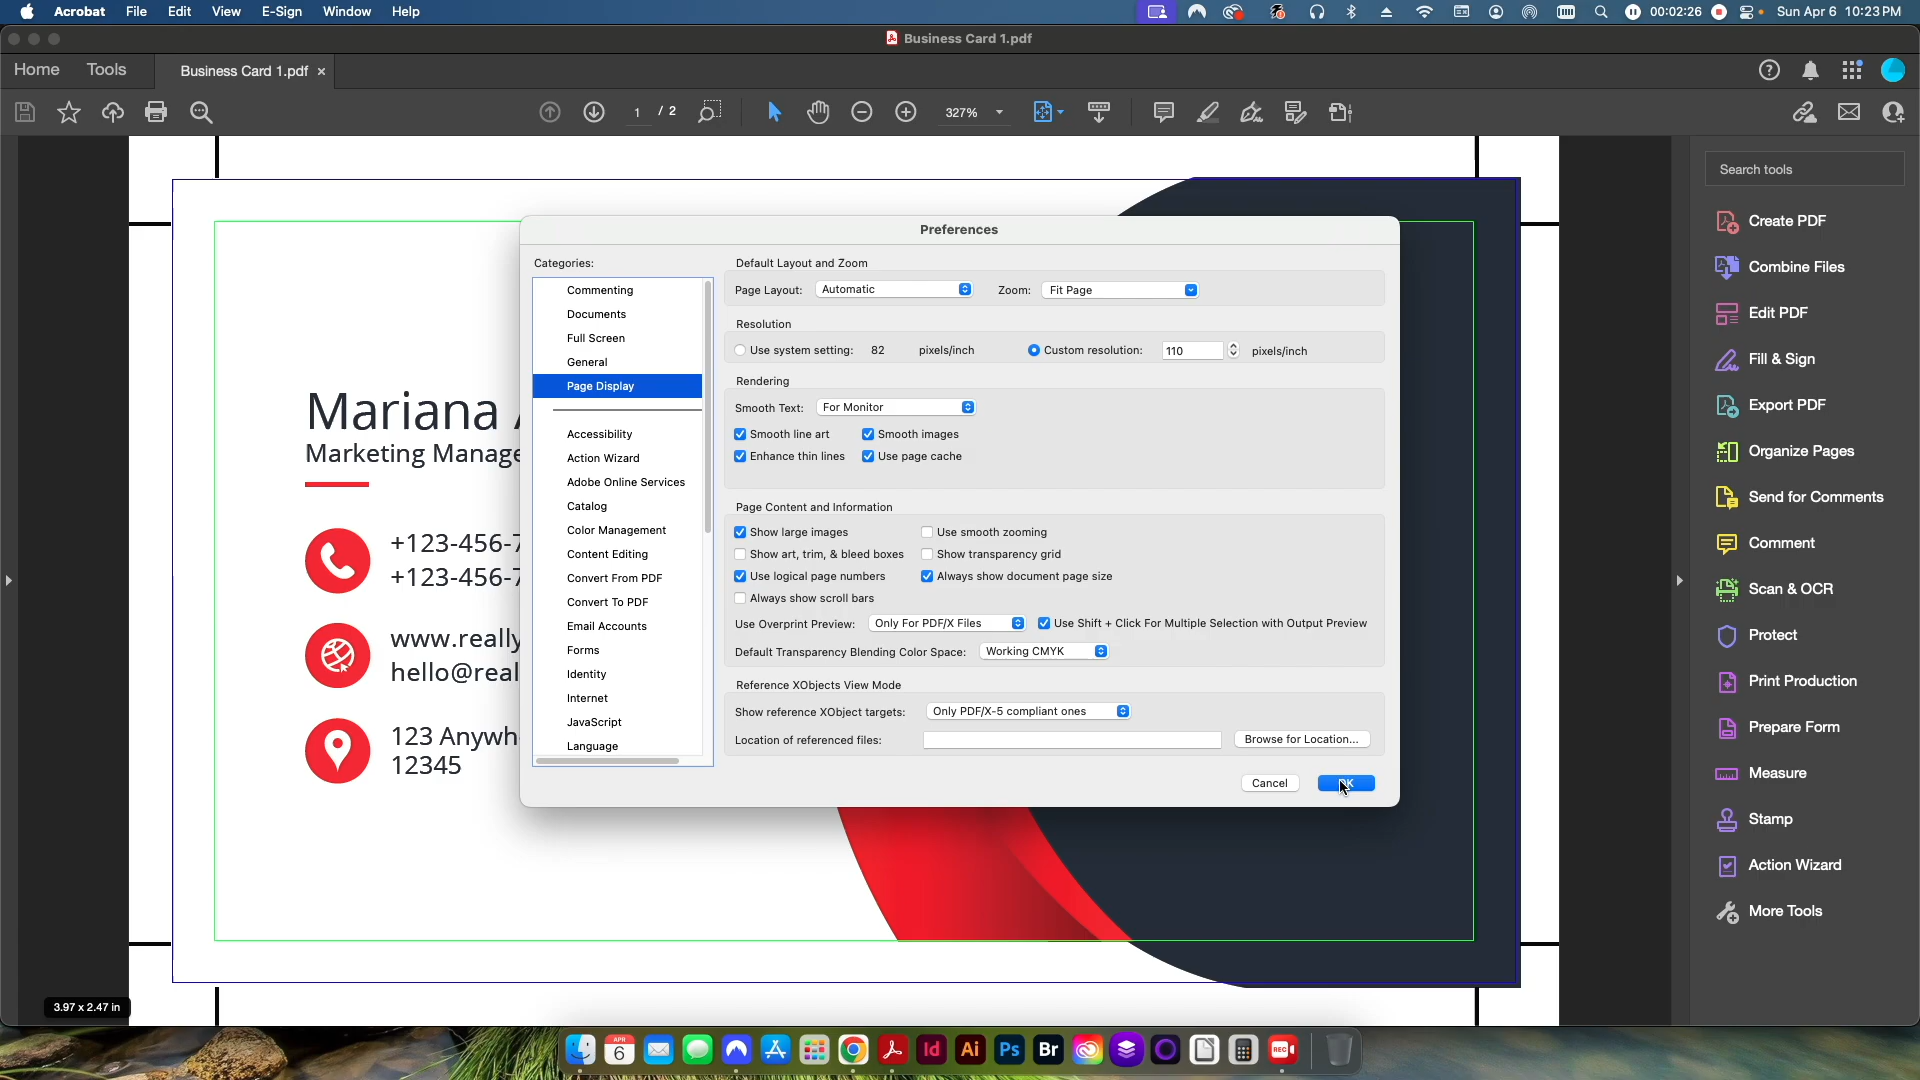 Acrobat File Edit View E-Sign Window Help 00:02:26 Sun Apr 6 10:23 PM
Business Card 1.pdf
Home Tools Business Card 1.pdf ×
1 / 2 327%
Search tools
Create PDF
Combine Files
Edit PDF
Fill & Sign
Export PDF
Organize Pages
Send for Comments
Comment
Scan & OCR
Protect
Print Production
Prepare Form
Measure
Stamp
Action Wizard
More Tools
Mariana
Marketing Manage
+123-456-7
+123-456-7
www.really
hello@real
123 Anywh
12345
3.97 x 2.47 in
Preferences
Categories:
Commenting
Documents
Full Screen
General
Page Display
Accessibility
Action Wizard
Adobe Online Services
Catalog
Color Management
Content Editing
Convert From PDF
Convert To PDF
Email Accounts
Forms
Identity
Internet
JavaScript
Language
Default Layout and Zoom
Page Layout: Automatic Zoom: Fit Page
Resolution
Use system setting: 82 pixels/inch Custom resolution: 110 pixels/inch
Rendering
Smooth Text: For Monitor
Smooth line art Smooth images
Enhance thin lines Use page cache
Page Content and Information
Show large images Use smooth zooming
Show art, trim, & bleed boxes Show transparency grid
Use logical page numbers Always show document page size
Always show scroll bars
Use Overprint Preview: Only For PDF/X Files Use Shift + Click For Multiple Selection with Output Preview
Default Transparency Blending Color Space: Working CMYK
Reference XObjects View Mode
Show reference XObject targets: Only PDF/X-5 compliant ones
Location of referenced files: Browse for Location...
Cancel OK
APR
6
Id Ai Ps Br REC